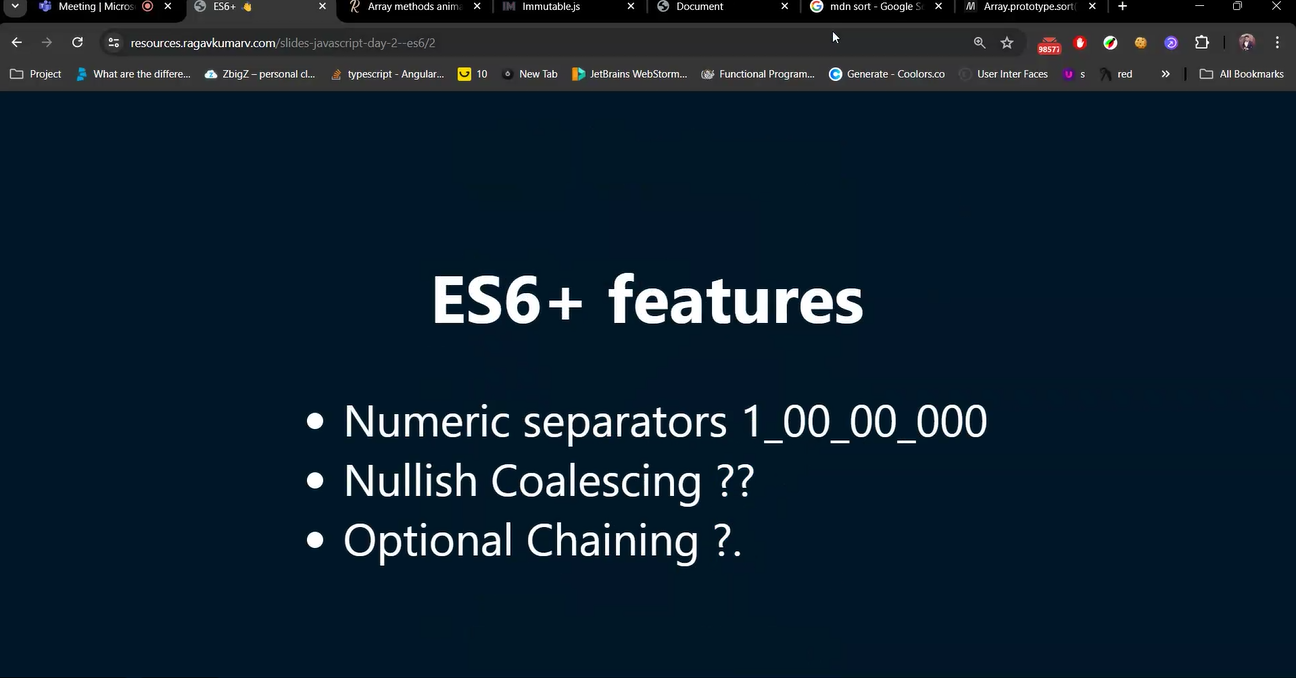 Meeting | Micros
ES6+ 👋
Array methods anima
Immutable.js
Document
mdn sort - Google S
Array.prototype.sort(
resources.ragavkumarv.com/slides-javascript-day-2--es6/2
98577
Project
What are the differe...
ZbigZ – personal cl...
typescript - Angular...
10
New Tab
JetBrains WebStorm...
Functional Program...
Generate - Coolors.co
User Inter Faces
s
red
All Bookmarks
ES6+ features
• Numeric separators 1_00_00_000
• Nullish Coalescing ??
• Optional Chaining ?.